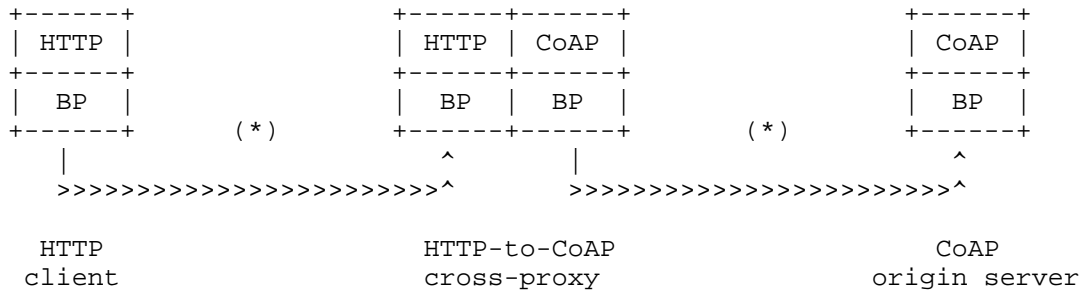 +------+                +------+------+                 +------+
| HTTP |                | HTTP | CoAP |                 | CoAP |
+------+                +------+------+                 +------+
|  BP  |                |  BP  |  BP  |                 |  BP  |
+------+      (*)       +------+------+       (*)       +------+
   |                       ^       |                       ^
   >>>>>>>>>>>>>>>>>>>>>>>>^       >>>>>>>>>>>>>>>>>>>>>>>>^
  HTTP                    HTTP-to-CoAP                    CoAP
 client                   cross-proxy                origin server